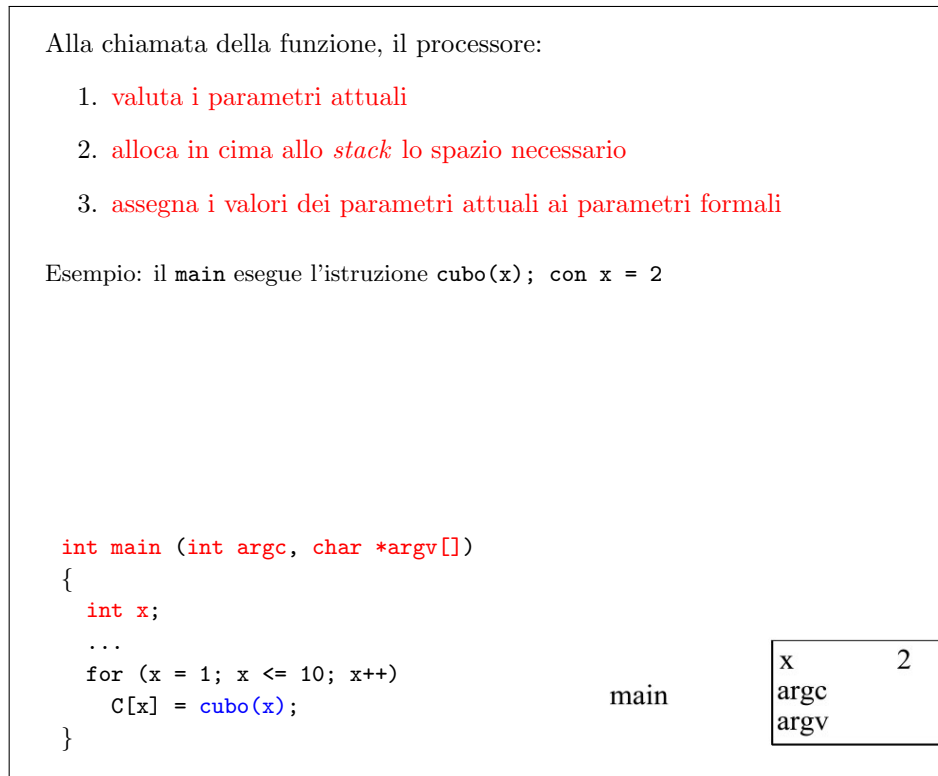 Alla chiamata della funzione, il processore:
1. valuta i parametri attuali
2. alloca in cima allo stack lo spazio necessario
3. assegna i valori dei parametri attuali ai parametri formali
Esempio: il main esegue l'istruzione cubo(x); con x = 2
int main (int argc, char *argv[])
{
int x;
...
for (x = 1; x <= 10; x++)
C[x] = cubo(x);
}
main
x 2
argc
argv